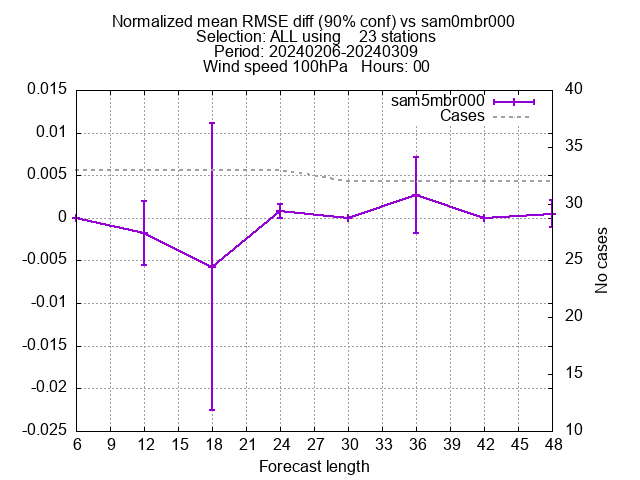 Normalized mean RMSE diff (90% conf) vs sam0mbr000
Selection: ALL using    23 stations
Period: 20240206-20240309
Wind speed 100hPa   Hours: 00
sam5mbr000
Cases
0.015
0.01
0.005
0
-0.005
-0.01
-0.015
-0.02
-0.025
40
35
30
25
20
15
10
No cases
6 9 12 15 18 21 24 27 30 33 36 39 42 45 48
Forecast length